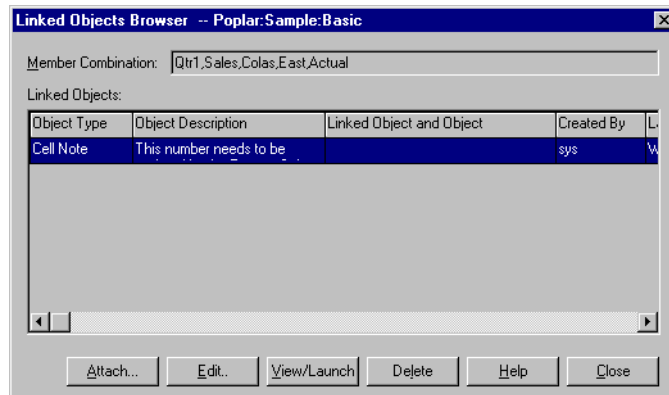 Linked Objects Browser -- Poplar:Sample:Basic
Member Combination: Qtr1,Sales,Colas,East,Actual
Linked Objects:
Object Type Object Description Linked Object and Object Created By
Cell Note This number needs to be sys
Attach... Edit.. View/Launch Delete Help Close